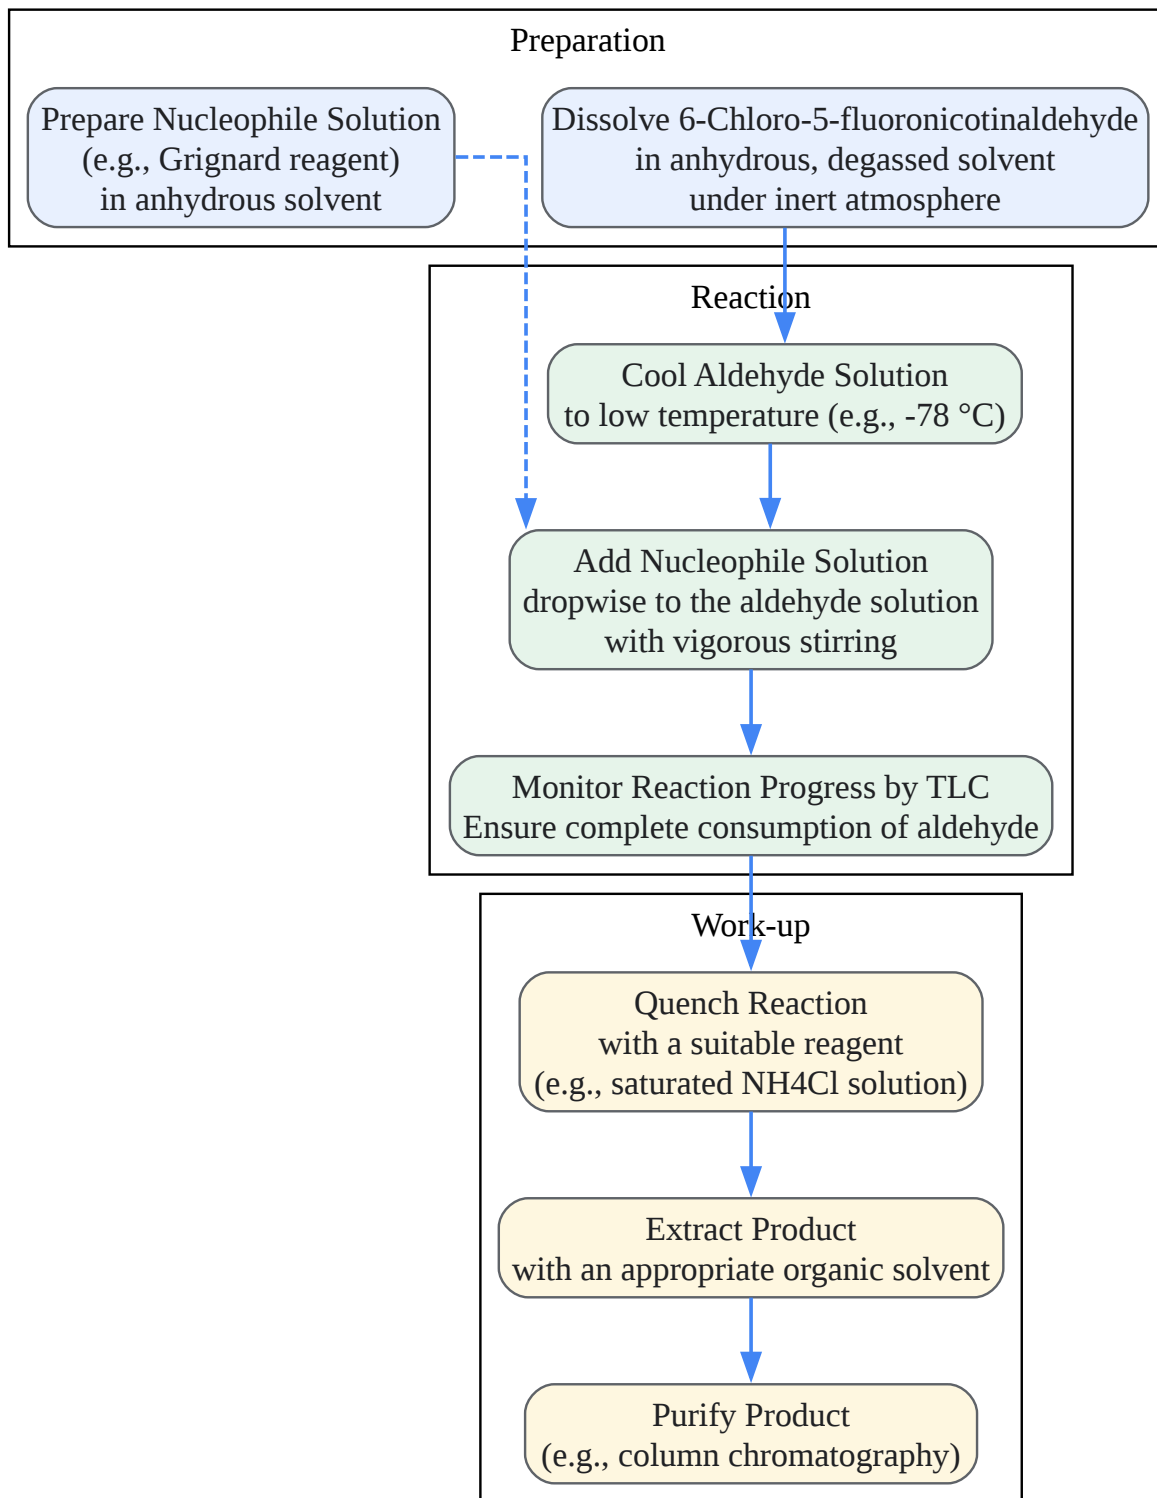 Preparation
Prepare Nucleophile Solution
(e.g., Grignard reagent)
in anhydrous solvent
Dissolve 6-Chloro-5-fluoronicotinaldehyde
in anhydrous, degassed solvent
under inert atmosphere
Reaction
Cool Aldehyde Solution
to low temperature (e.g., -78 °C)
Add Nucleophile Solution
dropwise to the aldehyde solution
with vigorous stirring
Monitor Reaction Progress by TLC
Ensure complete consumption of aldehyde
Work-up
Quench Reaction
with a suitable reagent
(e.g., saturated NH4Cl solution)
Extract Product
with an appropriate organic solvent
Purify Product
(e.g., column chromatography)